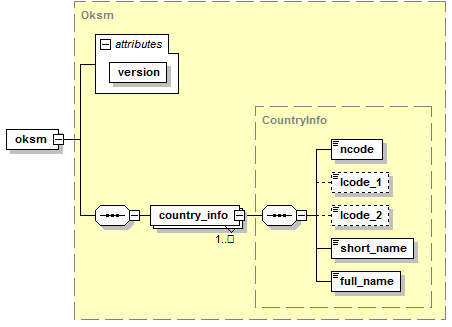 Oksm
attributes
version
oksm
CountryInfo
ncode
lcode_1
country_info
lcode_2
1..□
short_name
full_name